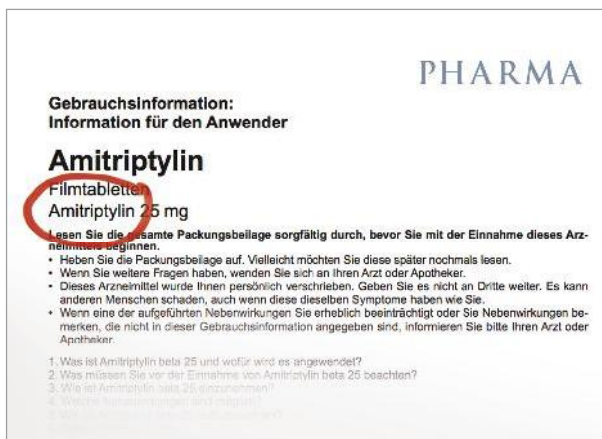 PHARMA
Gebrauchsinformation:
Information für den Anwender
Amitriptylin
Filmtabletten
Amitriptylin 25 mg
Lesen Sie die gesamte Packungsbeilage sorgfältig durch, bevor Sie mit der Einnahme dieses Arz-
neimittels beginnen.
• Heben Sie die Packungsbeilage auf. Vielleicht möchten Sie diese später nochmals lesen.
• Wenn Sie weitere Fragen haben, wenden Sie sich an Ihren Arzt oder Apotheker.
• Dieses Arzneimittel wurde Ihnen persönlich verschrieben. Geben Sie es nicht an Dritte weiter. Es kann
anderen Menschen schaden, auch wenn diese dieselben Symptome haben wie Sie.
• Wenn eine der aufgeführten Nebenwirkungen Sie erheblich beeinträchtigt oder Sie Nebenwirkungen be-
merken, die nicht in dieser Gebrauchsinformation angegeben sind, informieren Sie bitte Ihren Arzt oder
Apotheker.
1. Was ist Amitriptylin beta 25 und wofür wird es angewendet?
2. Was müssen Sie vor der Einnahme von Amitriptylin beta 25 beachten?
3. Wie ist Amitriptylin beta 25 einzunehmen?
4. Welche Nebenwirkungen sind möglich?